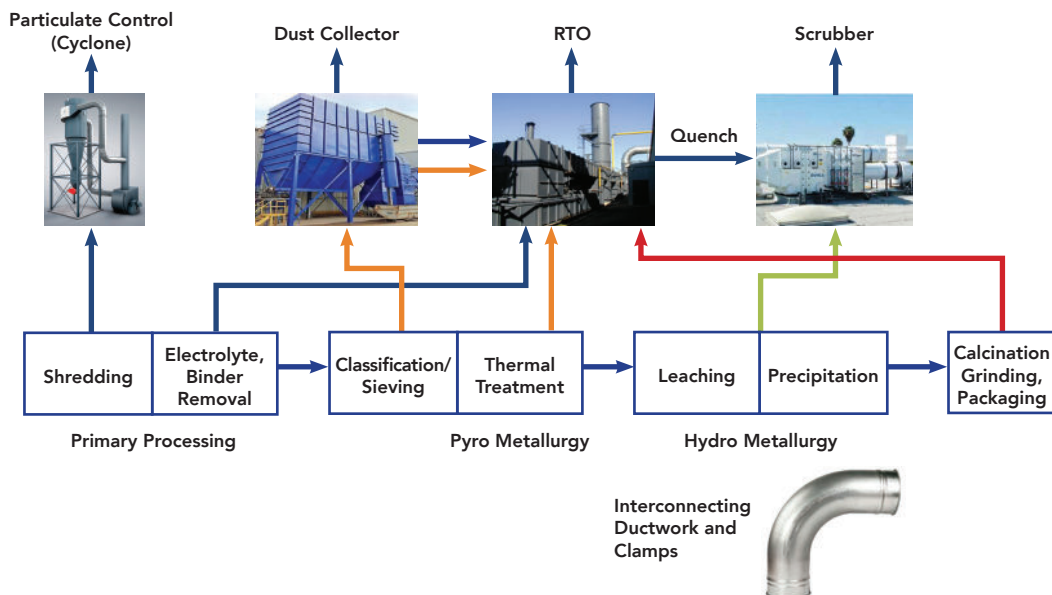 Particulate Control
(Cyclone)
Dust Collector
RTO
Scrubber
Quench
Shredding
Electrolyte,
Binder
Removal
Classification/
Sieving
Thermal
Treatment
Leaching
Precipitation
Calcination
Grinding,
Packaging
Primary Processing
Pyro Metallurgy
Hydro Metallurgy
Interconnecting
Ductwork and
Clamps